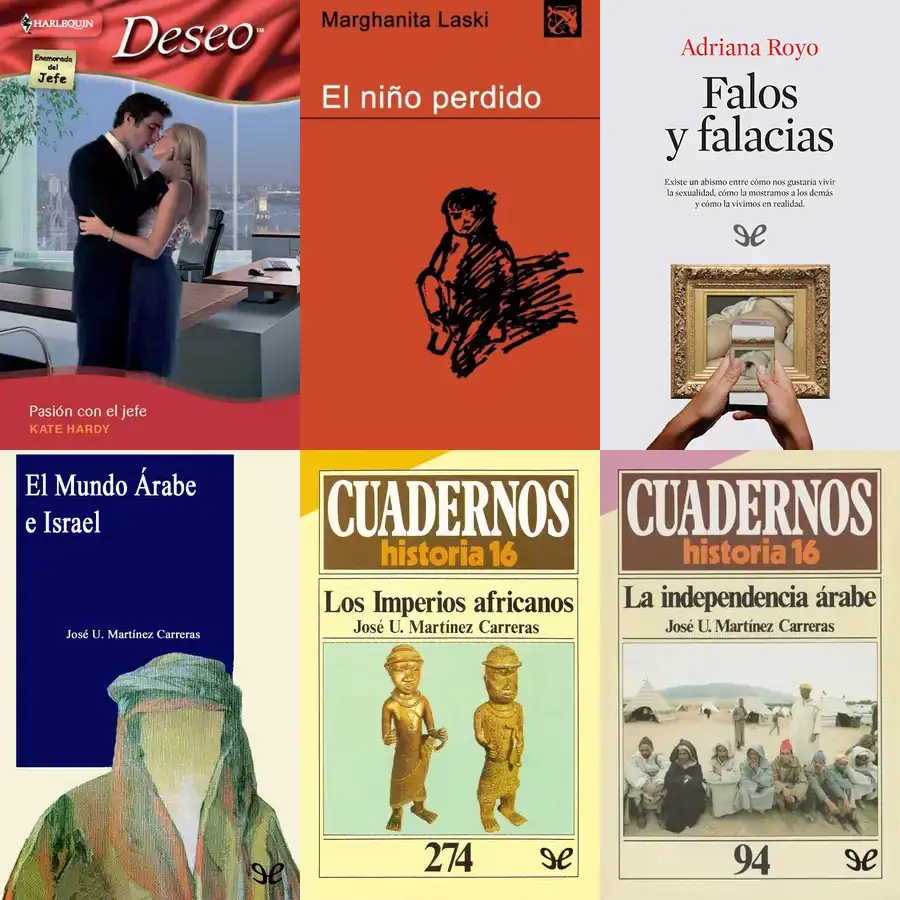 HARLEQUIN
Deseo™
Enamorada
del
Jefe
Pasión con el jefe
KATE HARDY
Marghanita Laski
El niño perdido
Adriana Royo
Falos
y falacias
Existe un abismo entre cómo nos gustaría vivir
la sexualidad, cómo la mostramos a los demás
y cómo la vivimos en realidad.
El Mundo Árabe
e Israel
José U. Martínez Carreras
CUADERNOS
historia 16
Los Imperios africanos
José U. Martínez Carreras
274
CUADERNOS
historia 16
La independencia árabe
José U. Martínez Carreras
94